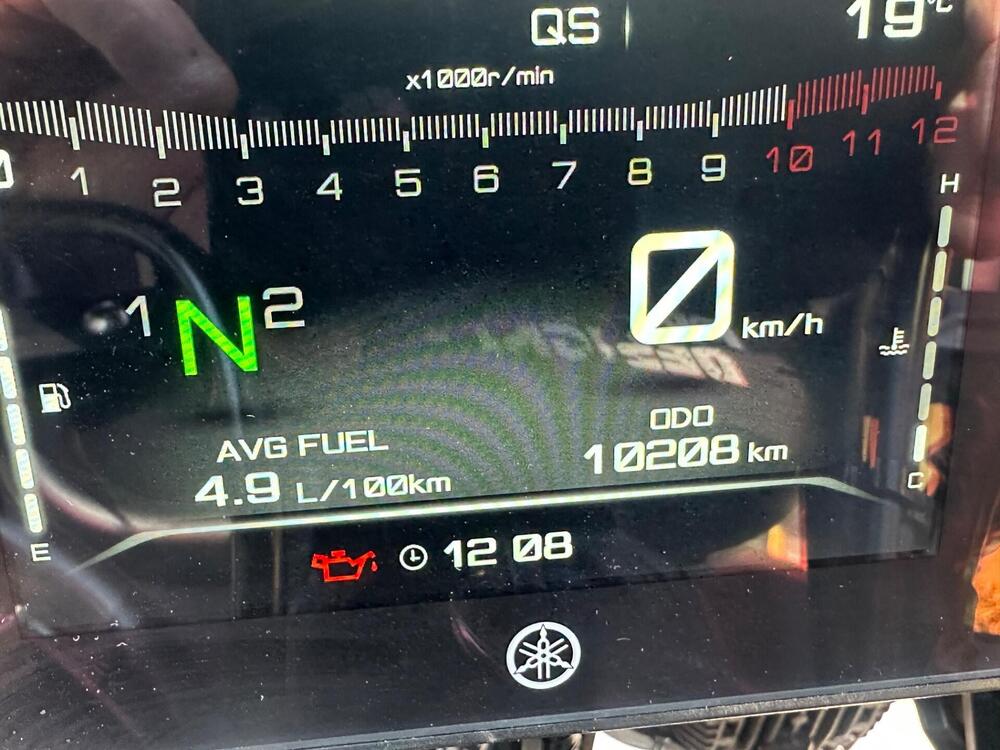 QS
19°C
x1000r/min
0 1 2 3 4 5 6 7 8 9 10 11 12
H
1 N 2
0 km/h
AVG FUEL
4.9 L/100km
ODO
10208 km
C
E
12 08